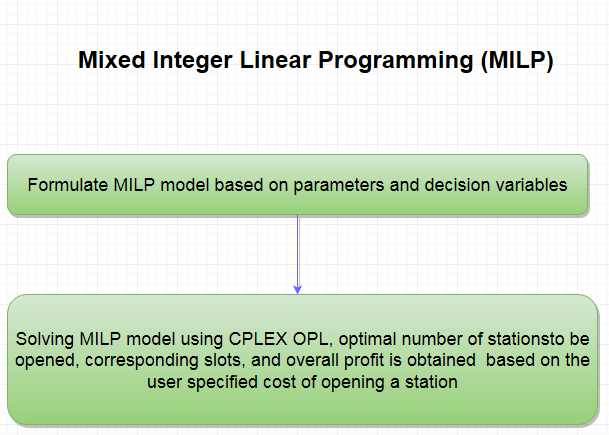 Mixed Integer Linear Programming (MILP)
Formulate MILP model based on parameters and decision variables
Solving MILP model using CPLEX OPL, optimal number of stationsto be
opened, corresponding slots, and overall profit is obtained  based on the
user specified cost of opening a station